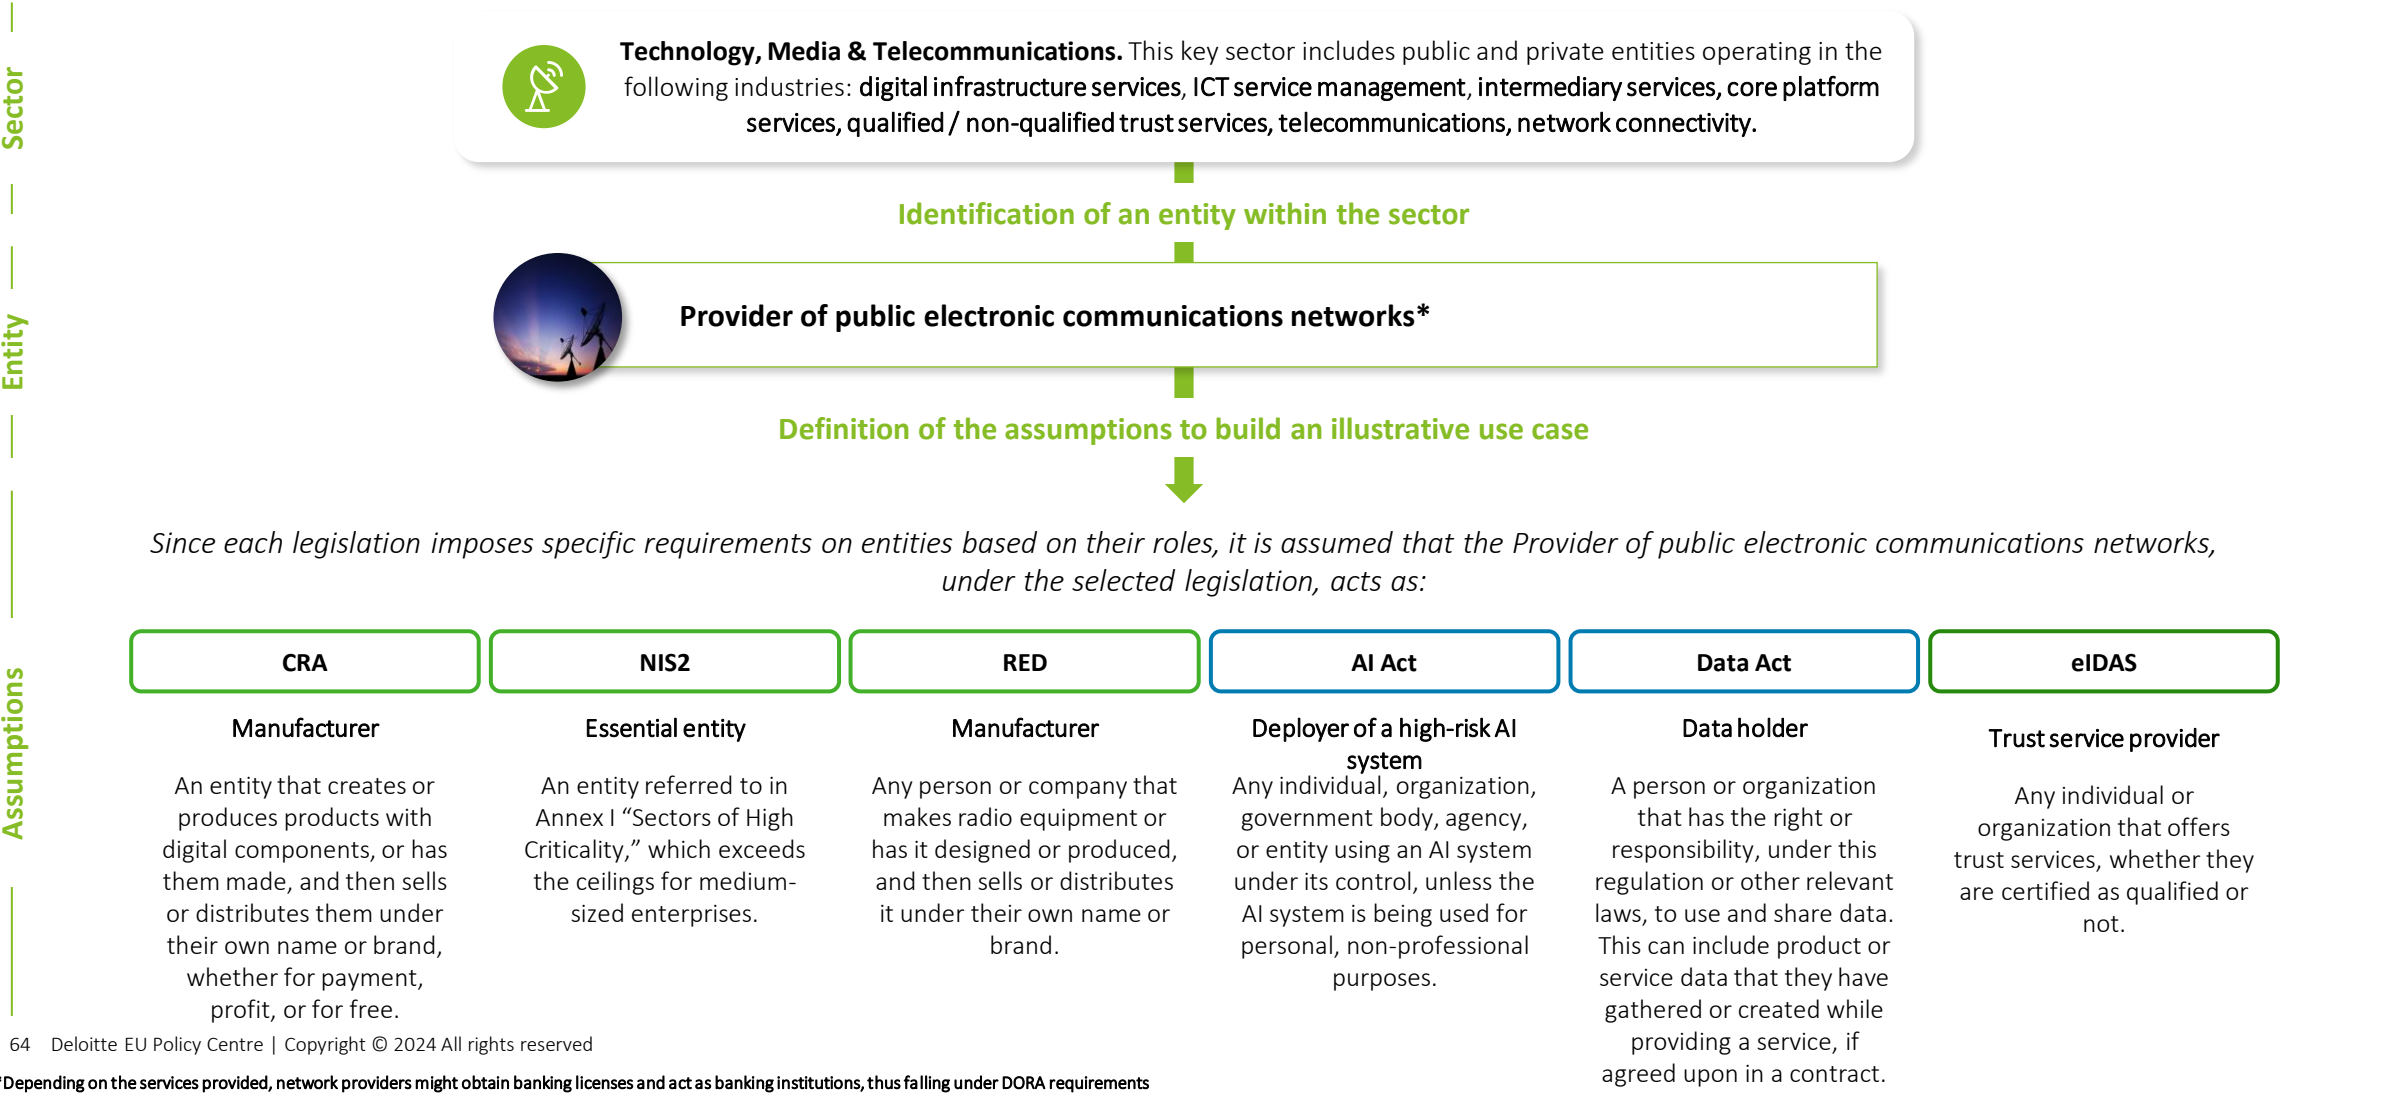 Sector
Technology, Media & Telecommunications. This key sector includes public and private entities operating in the
following industries: digital infrastructure services, ICT service management, intermediary services, core platform
services, qualified / non-qualified trust services, telecommunications, network connectivity.
Identification of an entity within the sector
Entity
Provider of public electronic communications networks*
Definition of the assumptions to build an illustrative use case
Assumptions
Since each legislation imposes specific requirements on entities based on their roles, it is assumed that the Provider of public electronic communications networks,
under the selected legislation, acts as:
CRA
Manufacturer
An entity that creates or
produces products with
digital components, or has
them made, and then sells
or distributes them under
their own name or brand,
whether for payment,
profit, or for free.
NIS2
Essential entity
An entity referred to in
Annex I “Sectors of High
Criticality,” which exceeds
the ceilings for medium-
sized enterprises.
RED
Manufacturer
Any person or company that
makes radio equipment or
has it designed or produced,
and then sells or distributes
it under their own name or
brand.
AI Act
Deployer of a high-risk AI
system
Any individual, organization,
government body, agency,
or entity using an AI system
under its control, unless the
AI system is being used for
personal, non-professional
purposes.
Data Act
Data holder
A person or organization
that has the right or
responsibility, under this
regulation or other relevant
laws, to use and share data.
This can include product or
service data that they have
gathered or created while
providing a service, if
agreed upon in a contract.
eIDAS
Trust service provider
Any individual or
organization that offers
trust services, whether they
are certified as qualified or
not.
64 Deloitte EU Policy Centre | Copyright © 2024 All rights reserved
*Depending on the services provided, network providers might obtain banking licenses and act as banking institutions, thus falling under DORA requirements